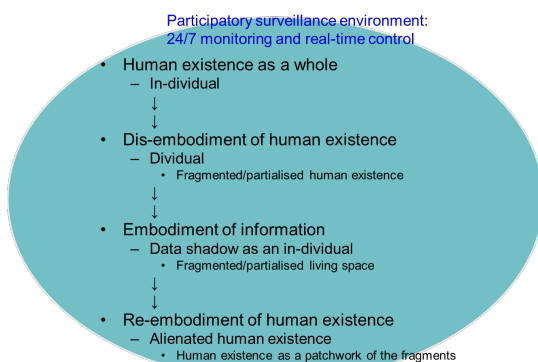 Participatory surveillance environment:
24/7 monitoring and real-time control
• Human existence as a whole
– In-dividual
↓
↓
• Dis-embodiment of human existence
– Dividual
• Fragmented/partialised human existence
↓
↓
• Embodiment of information
– Data shadow as an in-dividual
• Fragmented/partialised living space
↓
↓
• Re-embodiment of human existence
– Alienated human existence
• Human existence as a patchwork of the fragments